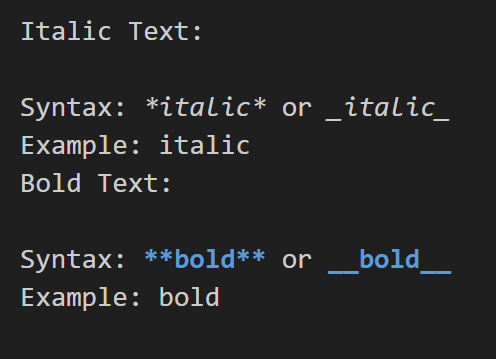 Italic Text:
Syntax: *italic* or _italic_
Example: italic
Bold Text:
Syntax: **bold** or __bold__
Example: bold